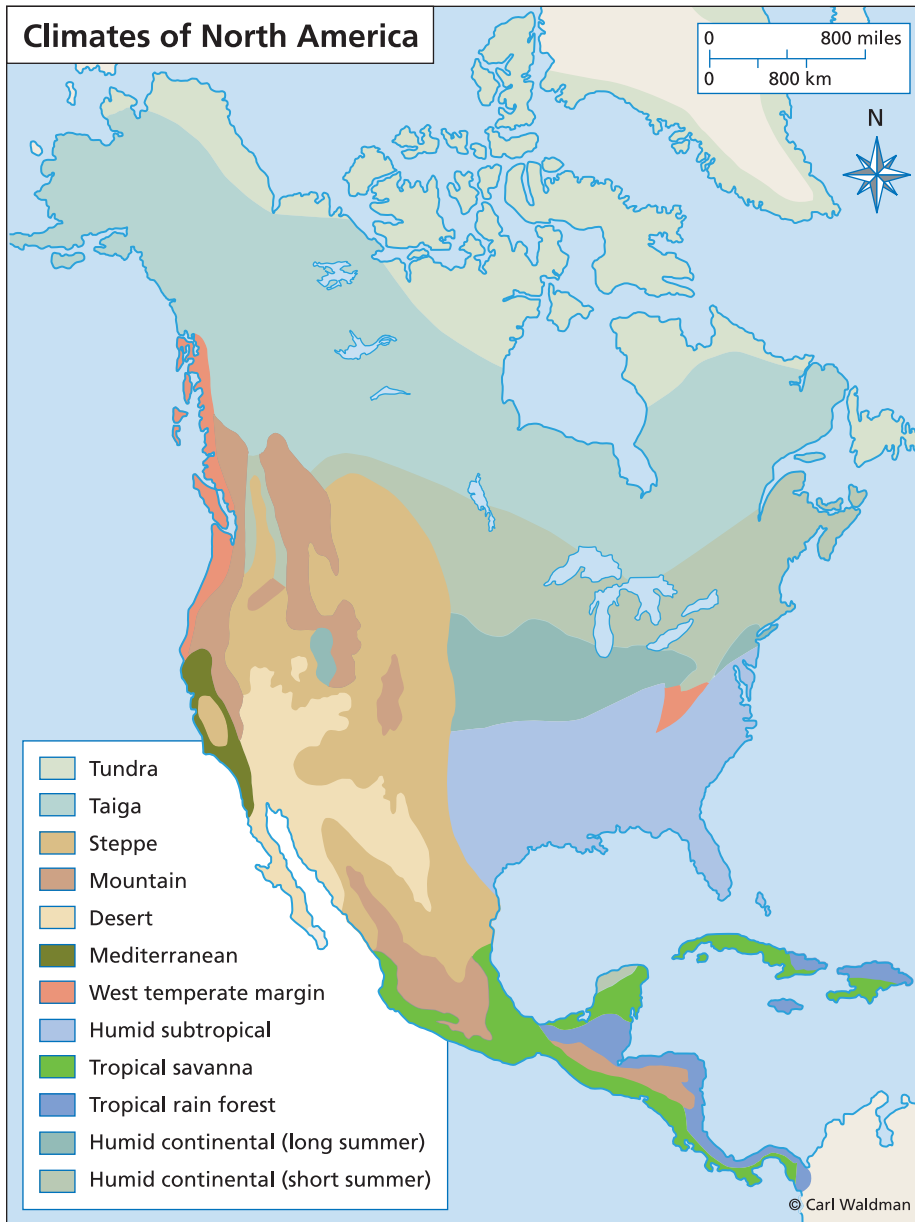 Climates of North America
0 800 miles
0 800 km
N
Tundra
Taiga
Steppe
Mountain
Desert
Mediterranean
West temperate margin
Humid subtropical
Tropical savanna
Tropical rain forest
Humid continental (long summer)
Humid continental (short summer)
© Carl Waldman